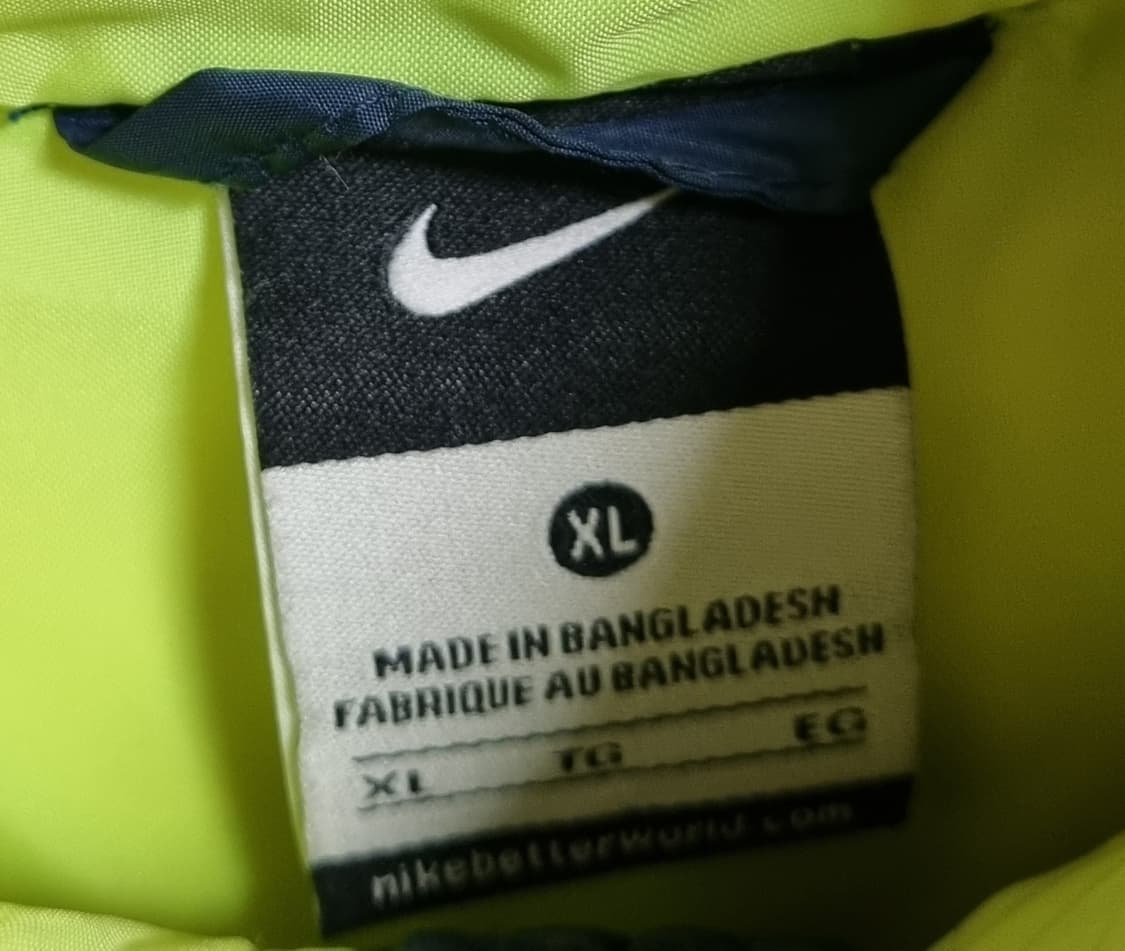 XL
MADE IN BANGLADESH
FABRIQUE AU BANGLADESH
XL TG EG
nikebetterworld.com